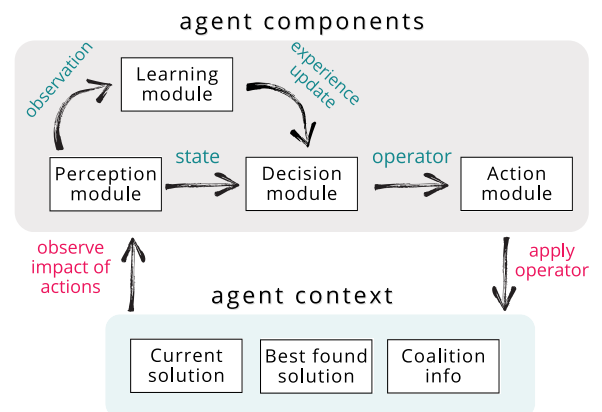 agent components
observation
Learning
module
experience
update
Perception
module
state
Decision
module
operator
Action
module
observe
impact of
actions
apply
operator
agent context
Current
solution
Best found
solution
Coalition
info